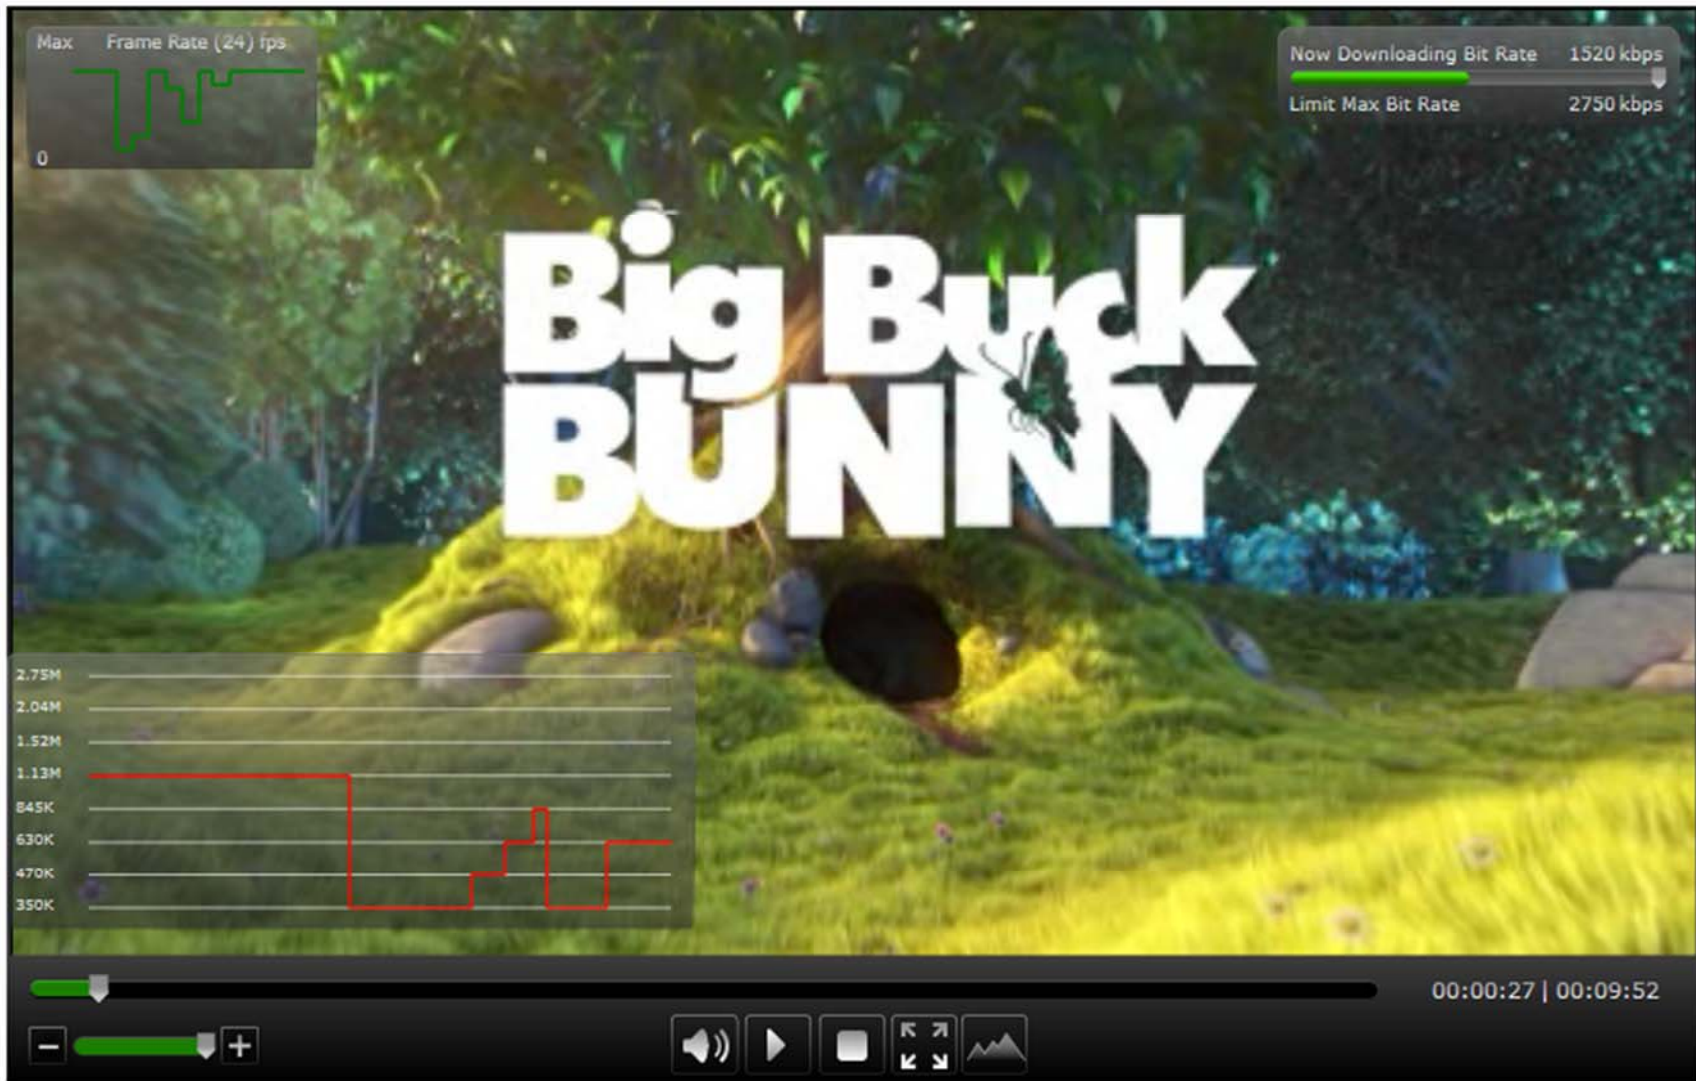 Max Frame Rate (24) fps
0
Now Downloading Bit Rate 1520 kbps
Limit Max Bit Rate 2750 kbps
Big Buck
BUNNY
2.75M
2.04M
1.52M
1.13M
845K
630K
470K
350K
00:00:27 | 00:09:52